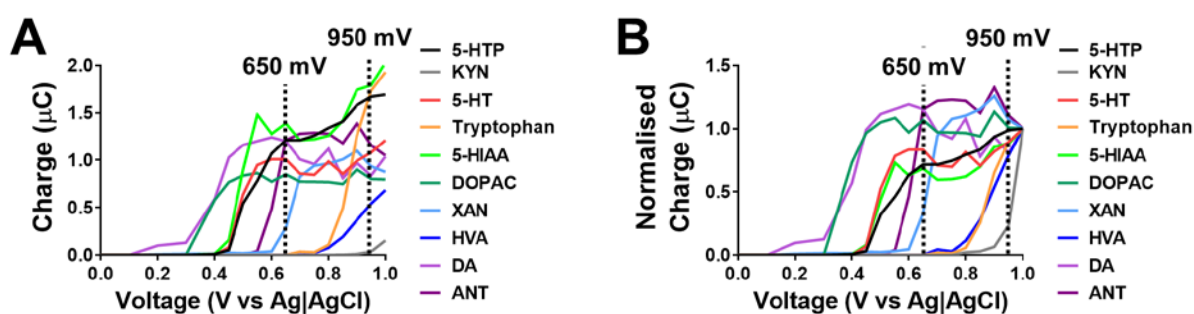 A
950 mV
650 mV
Charge (μC)
2.0
1.5
1.0
0.5
0.0
0.0 0.2 0.4 0.6 0.8 1.0
Voltage (V vs Ag|AgCl)
5-HTP
KYN
5-HT
Tryptophan
5-HIAA
DOPAC
XAN
HVA
DA
ANT
B
950 mV
650 mV
Normalised
Charge (μC)
1.5
1.0
0.5
0.0
0.0 0.2 0.4 0.6 0.8 1.0
Voltage (V vs Ag|AgCl)
5-HTP
KYN
5-HT
Tryptophan
5-HIAA
DOPAC
XAN
HVA
DA
ANT